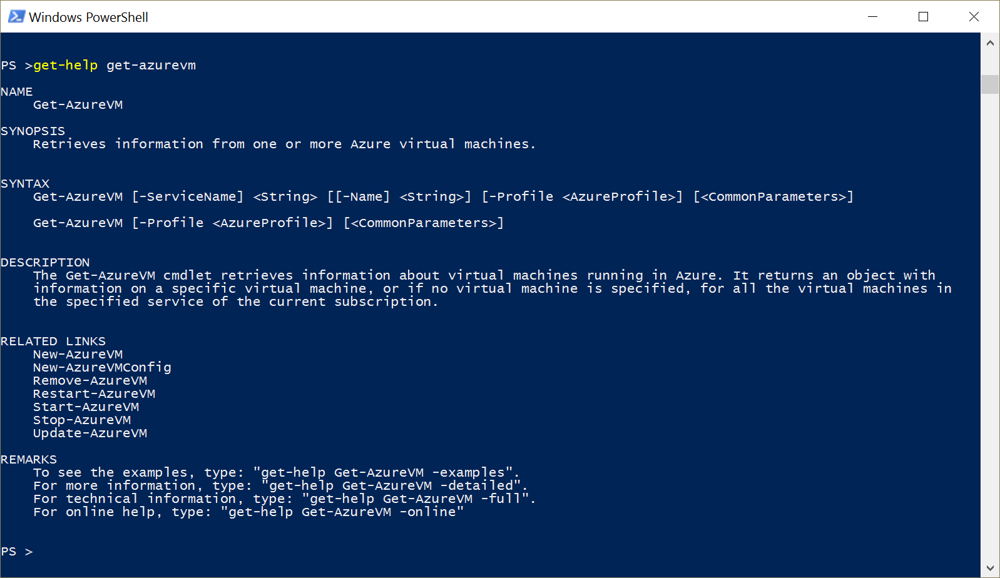 Windows PowerShell
PS >get-help get-azurevm
NAME
Get-AzureVM
SYNOPSIS
Retrieves information from one or more Azure virtual machines.
SYNTAX
Get-AzureVM [-ServiceName] <String> [[-Name] <String>] [-Profile <AzureProfile>] [<CommonParameters>]
Get-AzureVM [-Profile <AzureProfile>] [<CommonParameters>]
DESCRIPTION
The Get-AzureVM cmdlet retrieves information about virtual machines running in Azure. It returns an object with
information on a specific virtual machine, or if no virtual machine is specified, for all the virtual machines in
the specified service of the current subscription.
RELATED LINKS
New-AzureVM
New-AzureVMConfig
Remove-AzureVM
Restart-AzureVM
Start-AzureVM
Stop-AzureVM
Update-AzureVM
REMARKS
To see the examples, type: "get-help Get-AzureVM -examples".
For more information, type: "get-help Get-AzureVM -detailed".
For technical information, type: "get-help Get-AzureVM -full".
For online help, type: "get-help Get-AzureVM -online"
PS >